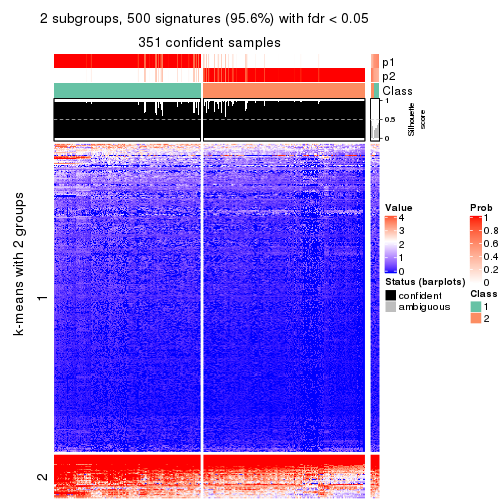 2 subgroups, 500 signatures (95.6%) with fdr < 0.05
351 confident samples
p1
p2
Class
1
0.5
0
Silhouette
score
k-means with 2 groups
1
2
Value
4
3
2
1
0
Prob
1
0.8
0.6
0.4
0.2
0
Status (barplots)
confident
ambiguous
Class
1
2